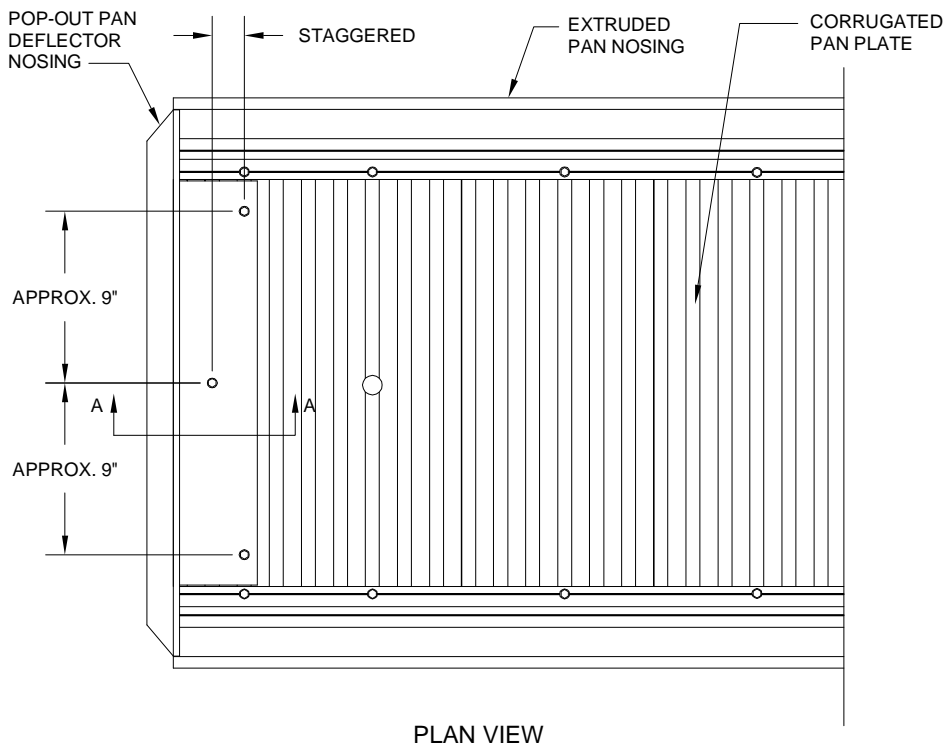 POP-OUT PAN
DEFLECTOR
NOSING
STAGGERED
EXTRUDED
PAN NOSING
CORRUGATED
PAN PLATE
APPROX. 9"
A
A
APPROX. 9"
PLAN VIEW